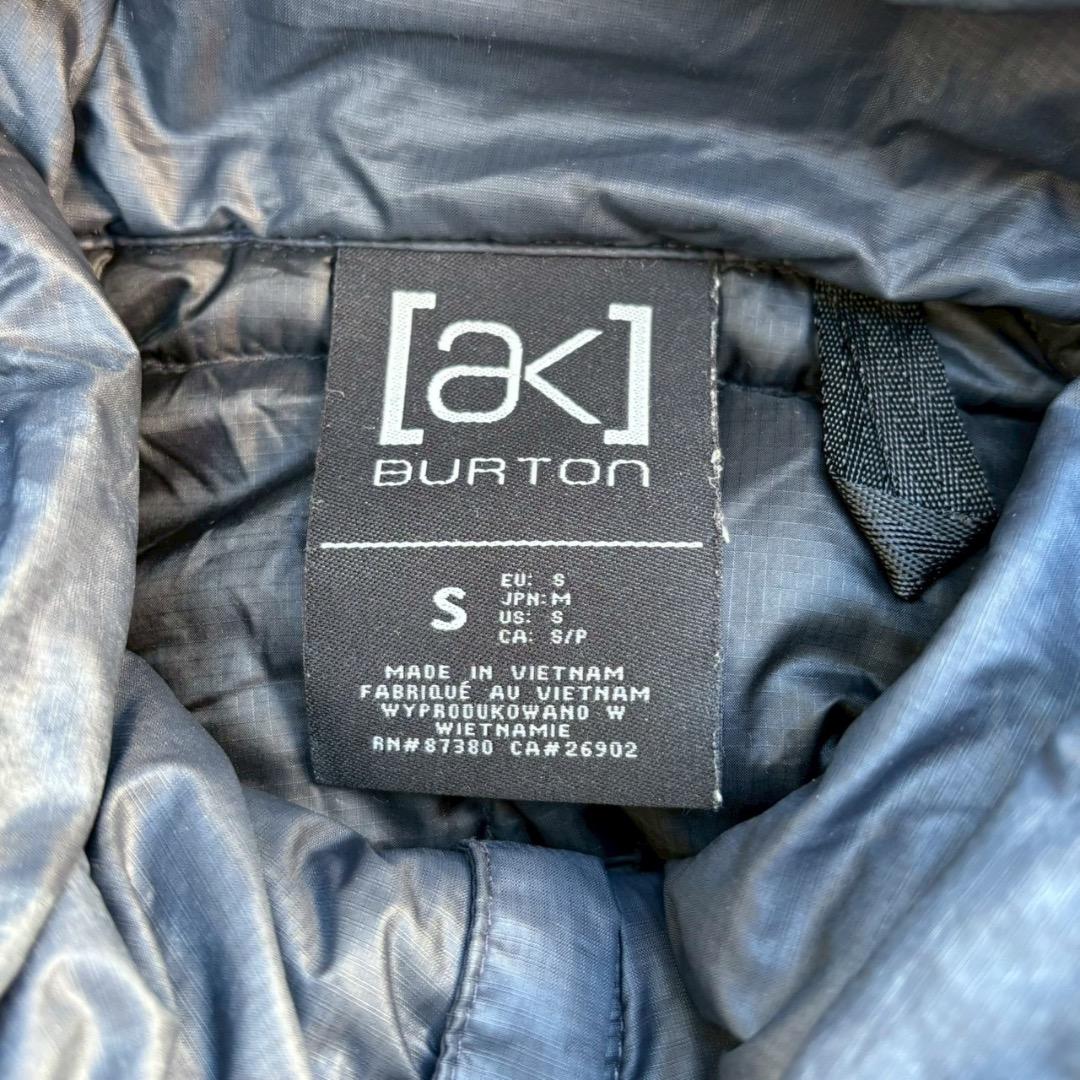 [ak]
BURTON
S
EU: S
JPN: M
US: S
CA: S/P
MADE IN VIETNAM
FABRIQUÉ AU VIETNAM
WYPRODUKOWANO W
WIETNAMIE
RN#87380 CA#26902